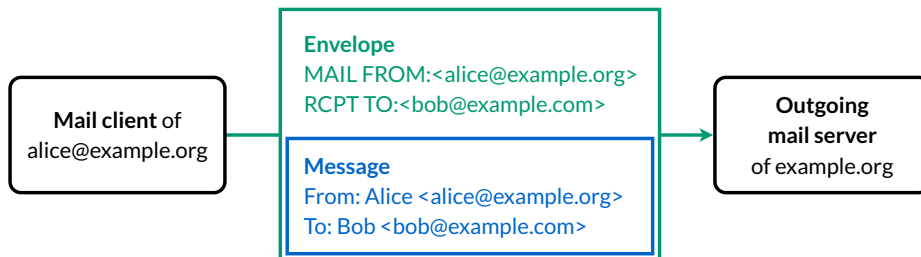 Mail client of
alice@example.org
Envelope
MAIL FROM:<alice@example.org>
RCPT TO:<bob@example.com>
Message
From: Alice <alice@example.org>
To: Bob <bob@example.com>
Outgoing
mail server
of example.org